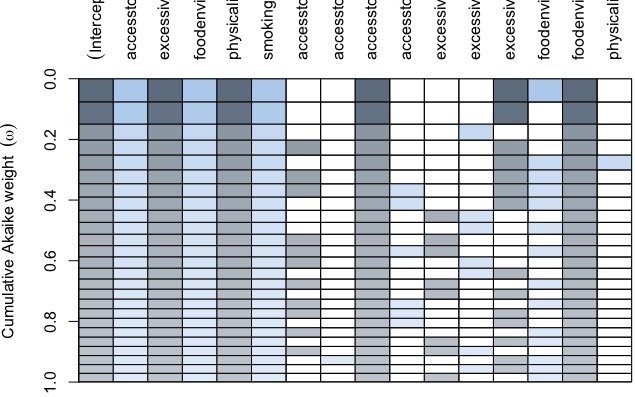 (Intercep
accessto
excessiv
foodenvi
physicali
smoking
accessto
accessto
accessto
accessto
excessiv
excessiv
excessiv
foodenvi
foodenvi
physicali
Cumulative Akaike weight (ω)
0.0
0.2
0.4
0.6
0.8
1.0